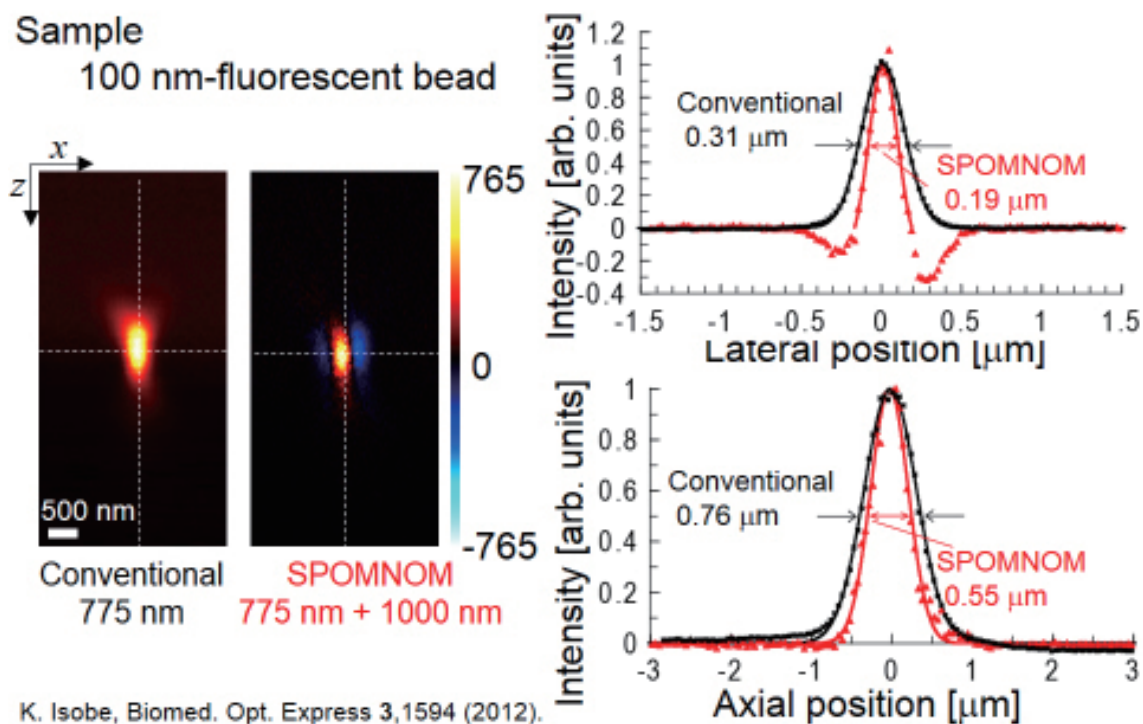 Sample
100 nm-fluorescent bead
x
z
765
0
-765
500 nm
Conventional
775 nm
SPOMNOM
775 nm + 1000 nm
K. Isobe, Biomed. Opt. Express 3,1594 (2012).
Intensity [arb. units]
1.2
1
0.8
0.6
0.4
0.2
0
-0.2
-0.4
Conventional
0.31 μm
SPOMNOM
0.19 μm
-1.5 -1 -0.5 0 0.5 1 1.5
Lateral position [μm]
Intensity [arb. units]
1
0.8
0.6
0.4
0.2
0
Conventional
0.76 μm
SPOMNOM
0.55 μm
-3 -2 -1 0 1 2 3
Axial position [μm]